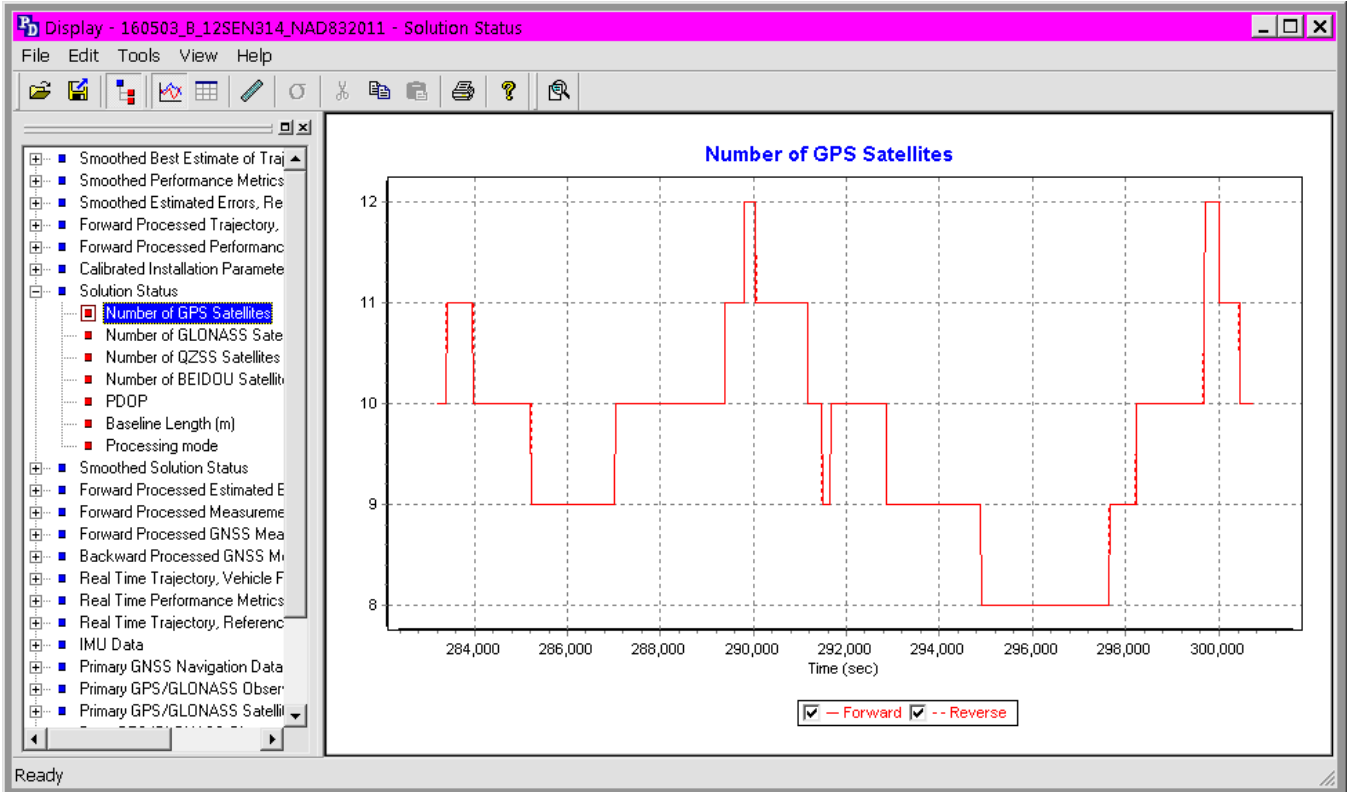 Display - 160503_B_12SEN314_NAD832011 - Solution Status
File Edit Tools View Help
Smoothed Best Estimate of Traj
Smoothed Performance Metrics
Smoothed Estimated Errors, Re
Forward Processed Trajectory,
Forward Processed Performanc
Calibrated Installation Paramete
Solution Status
Number of GPS Satellites
Number of GLONASS Sate
Number of QZSS Satellites
Number of BEIDOU Satellite
PDOP
Baseline Length (m)
Processing mode
Smoothed Solution Status
Forward Processed Estimated E
Forward Processed Measureme
Forward Processed GNSS Mea
Backward Processed GNSS M
Real Time Trajectory, Vehicle F
Real Time Performance Metrics
Real Time Trajectory, Referenc
IMU Data
Primary GNSS Navigation Data
Primary GPS/GLONASS Obser
Primary GPS/GLONASS Satelli
Number of GPS Satellites
12
11
10
9
8
284,000 286,000 288,000 290,000 292,000 294,000 296,000 298,000 300,000
Time (sec)
Forward Reverse
Ready